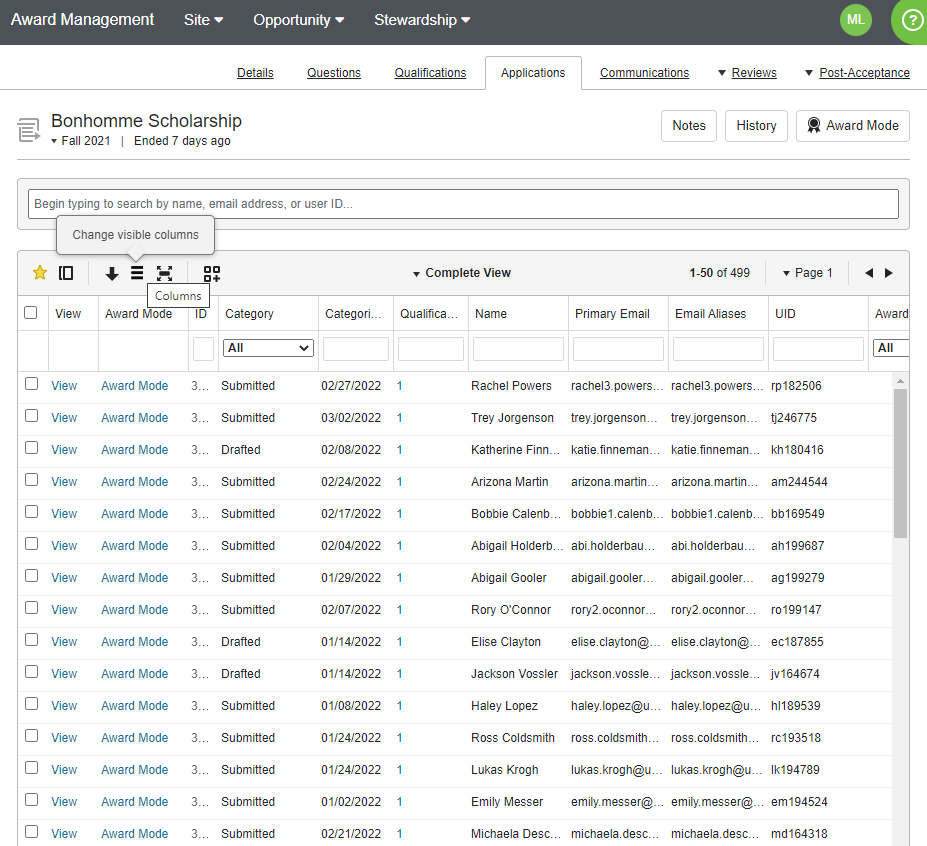 Award Management Site Opportunity Stewardship ML ?
Details Questions Qualifications Applications Communications Reviews Post-Acceptance
Bonhomme Scholarship
Fall 2021 | Ended 7 days ago
Notes History Award Mode
Begin typing to search by name, email address, or user ID...
Change visible columns
Complete View 1-50 of 499 Page 1
Columns
View Award Mode ID Category Categori... Qualifica... Name Primary Email Email Aliases UID Award
All All
View Award Mode 3... Submitted 02/27/2022 1 Rachel Powers rachel3.powers... rachel3.powers... rp182506
View Award Mode 3... Submitted 03/02/2022 1 Trey Jorgenson trey.jorgenson... trey.jorgenson... tj246775
View Award Mode 3... Drafted 02/08/2022 1 Katherine Finn... katie.finneman... katie.finneman... kh180416
View Award Mode 3... Submitted 02/24/2022 1 Arizona Martin arizona.martin... arizona.martin... am244544
View Award Mode 3... Submitted 02/17/2022 1 Bobbie Calenb... bobbie1.calenb... bobbie1.calenb... bb169549
View Award Mode 3... Submitted 02/04/2022 1 Abigail Holderb... abi.holderbau... abi.holderbau... ah199687
View Award Mode 3... Submitted 01/29/2022 1 Abigail Gooler abigail.gooler... abigail.gooler... ag199279
View Award Mode 3... Submitted 02/07/2022 1 Rory O'Connor rory2.oconnor... rory2.oconnor... ro199147
View Award Mode 3... Drafted 01/14/2022 1 Elise Clayton elise.clayton@... elise.clayton@... ec187855
View Award Mode 3... Drafted 01/14/2022 1 Jackson Vossler jackson.vossle... jackson.vossle... jv164674
View Award Mode 3... Submitted 01/08/2022 1 Haley Lopez haley.lopez@u... haley.lopez@u... hl189539
View Award Mode 3... Submitted 01/24/2022 1 Ross Coldsmith ross.coldsmith... ross.coldsmith... rc193518
View Award Mode 3... Submitted 01/24/2022 1 Lukas Krogh lukas.krogh@u... lukas.krogh@u... lk194789
View Award Mode 3... Submitted 01/02/2022 1 Emily Messer emily.messer@... emily.messer@... em194524
View Award Mode 3... Submitted 02/21/2022 1 Michaela Desc... michaela.desc... michaela.desc... md164318